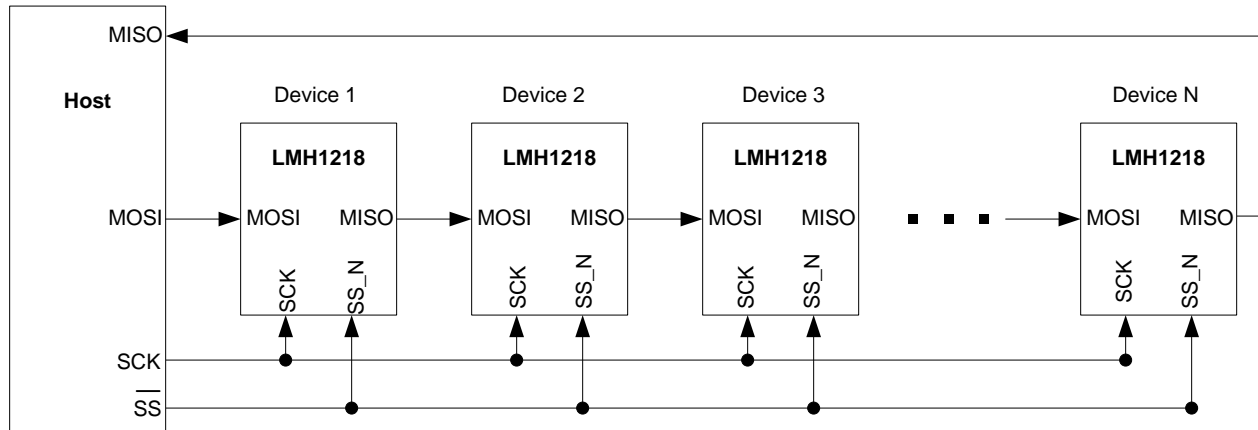 MISO
Host
Device 1
Device 2
Device 3
Device N
LMH1218
LMH1218
LMH1218
LMH1218
MOSI
MOSI
MISO
MOSI
MISO
MOSI
MISO
MOSI
MISO
SCK
SS_N
SCK
SS_N
SCK
SS_N
SCK
SS_N
SCK
SS